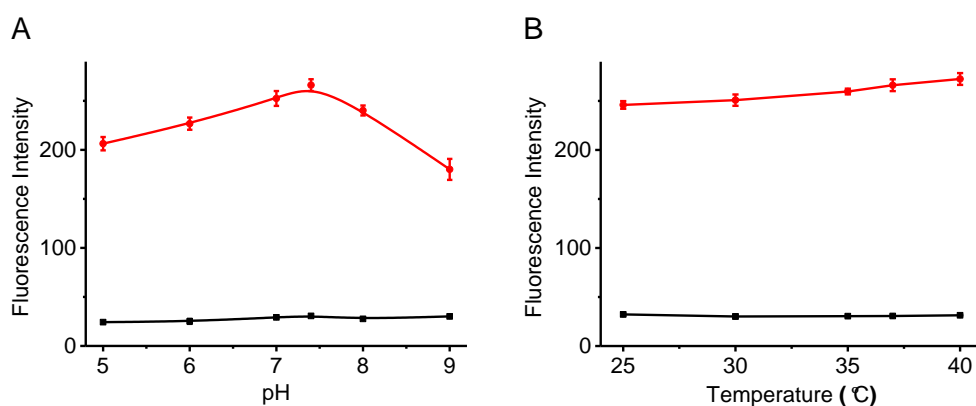 A
Fluorescence Intensity
200
100
0
5 6 7 8 9
pH
B
Fluorescence Intensity
200
100
0
25 30 35 40
Temperature (℃)